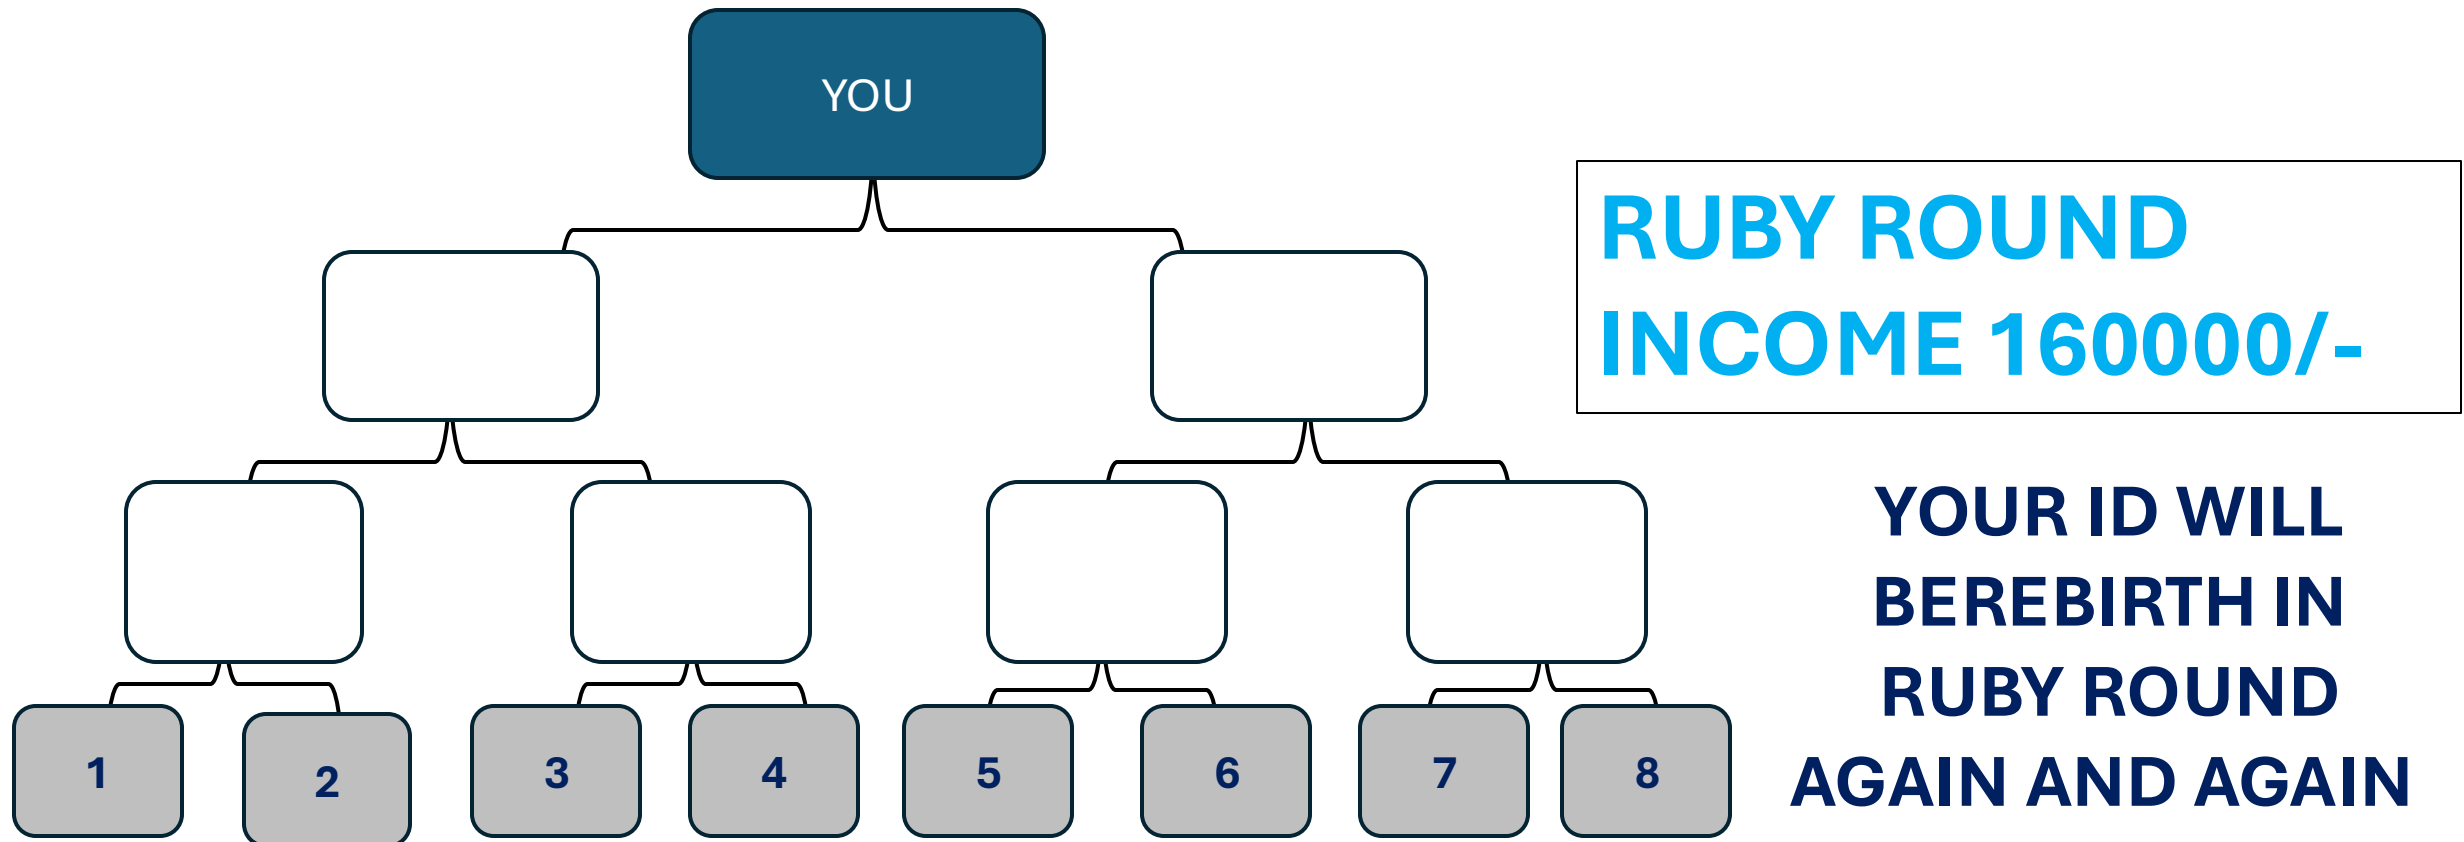 YOU
RUBY ROUND
INCOME 160000/-
YOUR ID WILL
BEREBIRTH IN
RUBY ROUND
AGAIN AND AGAIN
1
2
3
4
5
6
7
8